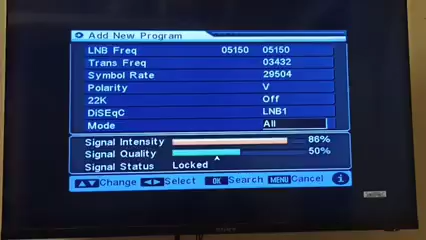 Add New Program
LNB Freq 05150 05150
Trans Freq 03432
Symbol Rate 29504
Polarity V
22K Off
DiSEqC LNB1
Mode All
Signal Intensity 86%
Signal Quality 50%
Signal Status Locked
▲▼Change ◄►Select OK Search MENU Cancel i